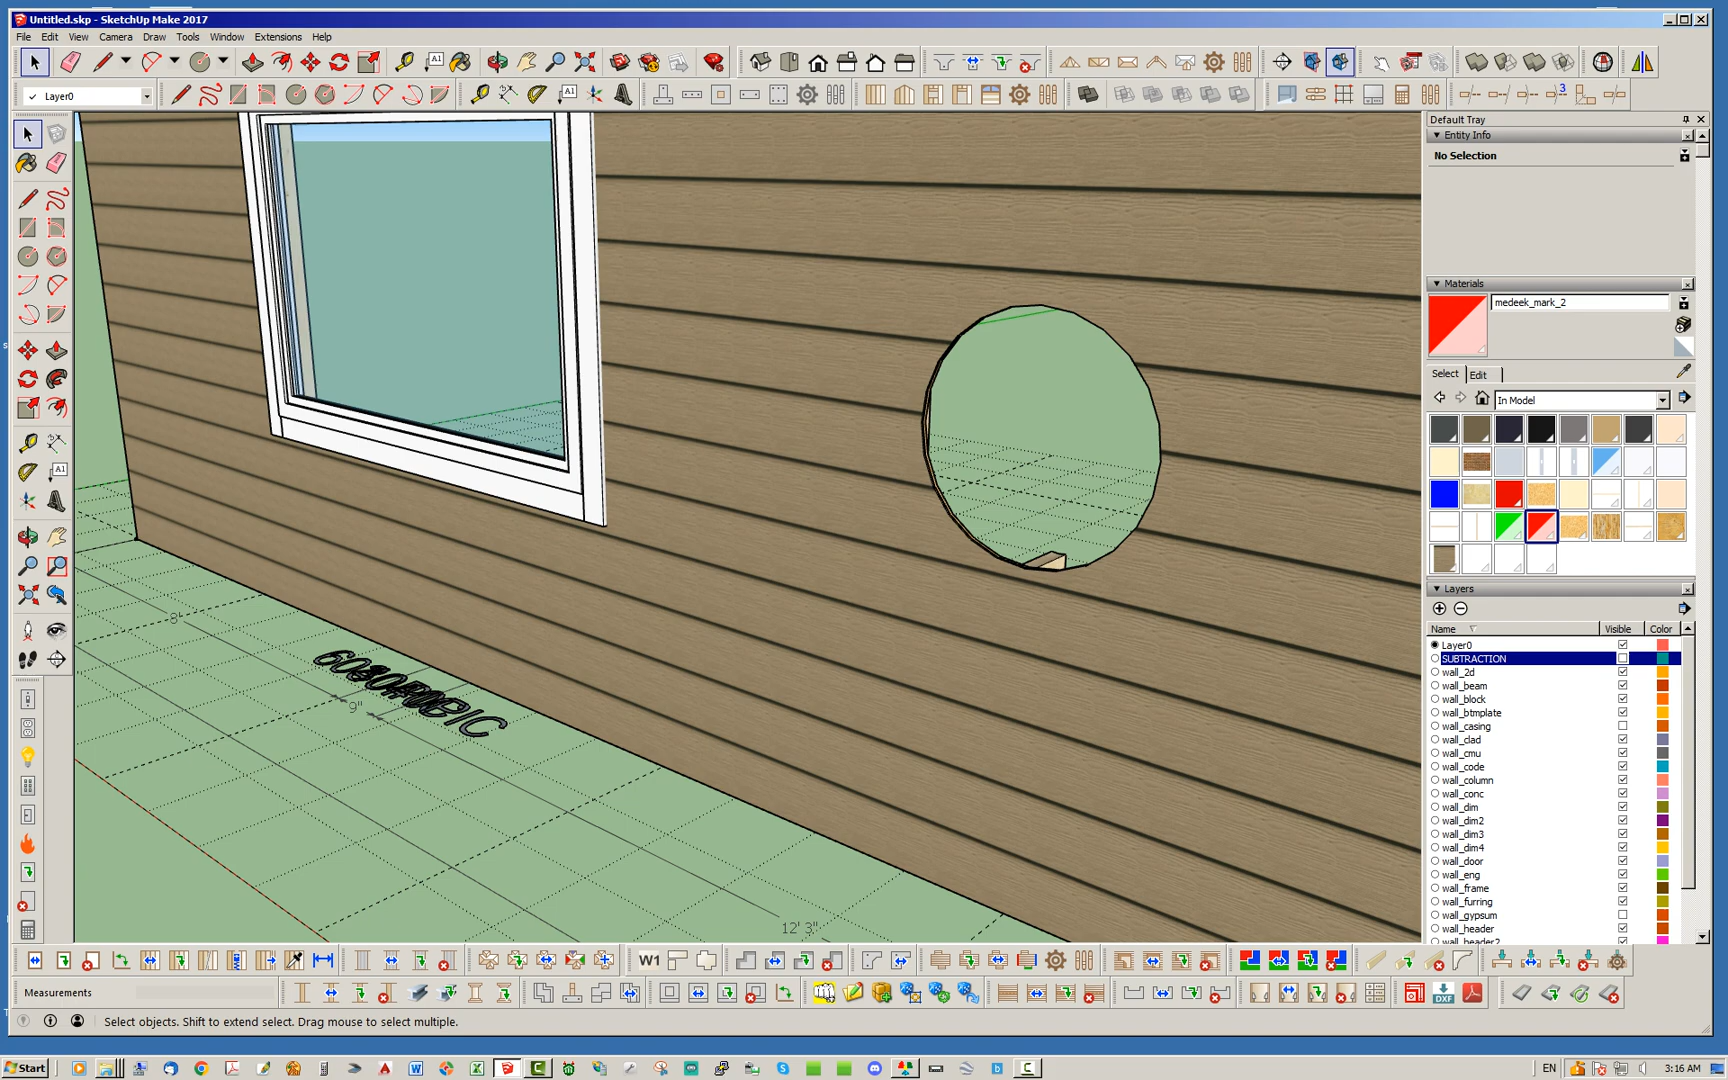 Untitled.skp - SketchUp Make 2017
File Edit View Camera Draw Tools Window Extensions Help
Layer0
Default Tray
Entity Info
No Selection
Materials
medeek_mark_2
Select Edit
In Model
Layers
Name Visible Color
Layer0
SUBTRACTION
wall_2d
wall_beam
wall_block
wall_btmplate
wall_casing
wall_clad
wall_cmu
wall_code
wall_column
wall_conc
wall_dim
wall_dim2
wall_dim3
wall_dim4
wall_door
wall_eng
wall_frame
wall_furring
wall_gypsum
wall_header
wall_header2
8'
9"
12' 3"
W1
Measurements
DXF
Select objects. Shift to extend select. Drag mouse to select multiple.
Start
EN
3:16 AM